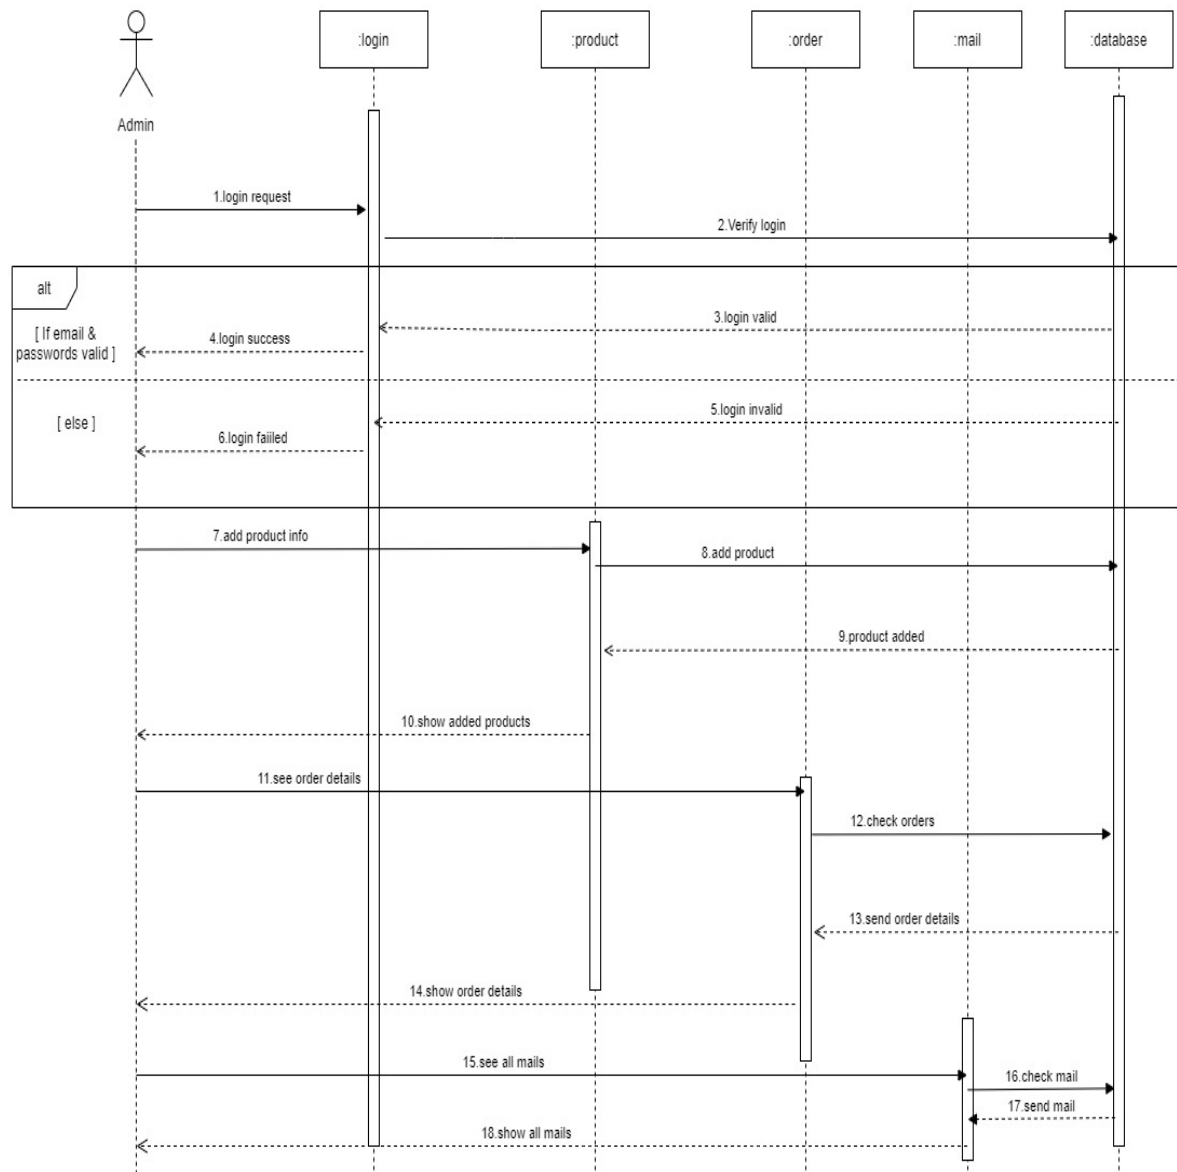 :login
:product
:order
:mail
:database
Admin
1.login request
2.Verify login
alt
[ If email &
passwords valid ]
3.login valid
4.login success
[ else ]
5.login invalid
6.login faiiled
7.add product info
8.add product
9.product added
10.show added products
11.see order details
12.check orders
13.send order details
14.show order details
15.see all mails
16.check mail
17.send mail
18.show all mails